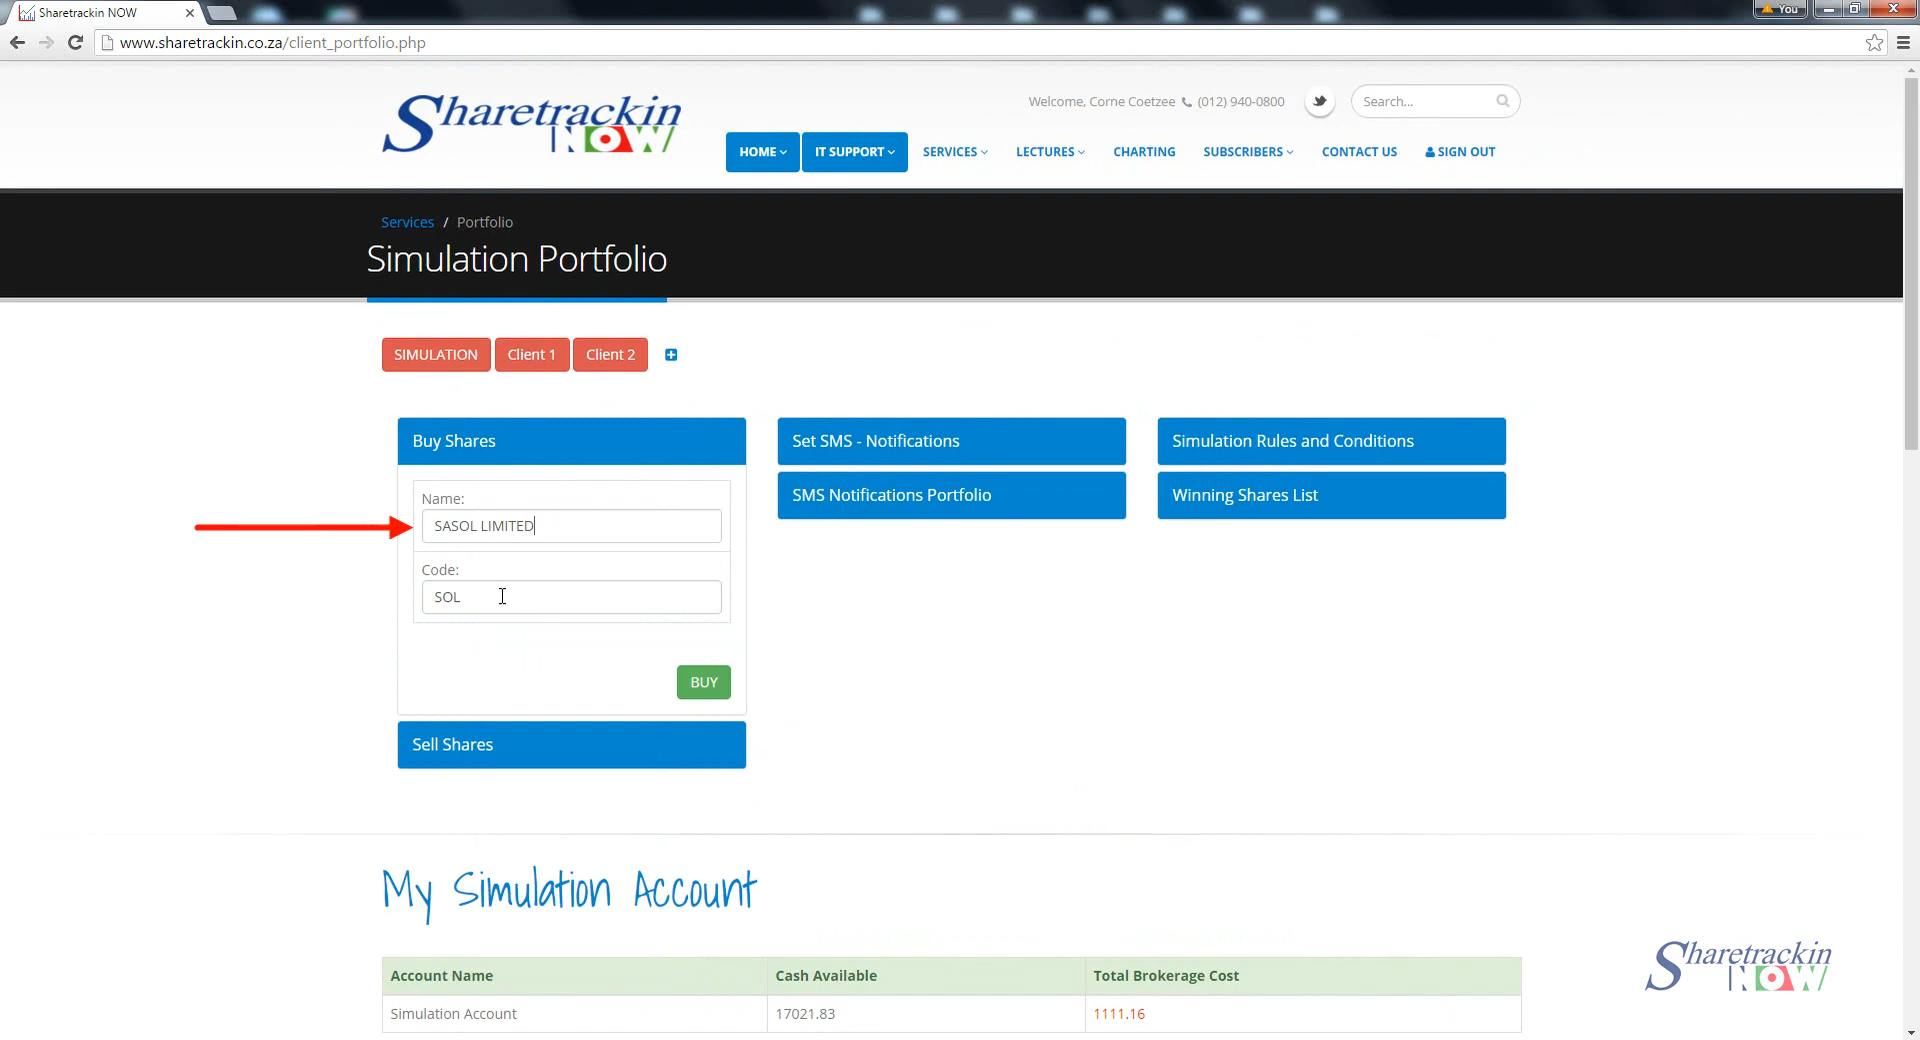 Sharetrackin NOW
You
www.sharetrackin.co.za/client_portfolio.php
Sharetrackin
NOW
Welcome, Corne Coetzee (012) 940-0800
Search...
HOME IT SUPPORT SERVICES LECTURES CHARTING SUBSCRIBERS CONTACT US SIGN OUT
Services / Portfolio
Simulation Portfolio
SIMULATION Client 1 Client 2
Buy Shares
Set SMS - Notifications
Simulation Rules and Conditions
SMS Notifications Portfolio
Winning Shares List
Name:
SASOL LIMITED
Code:
SOL
BUY
Sell Shares
My Simulation Account
Account Name Cash Available Total Brokerage Cost
Simulation Account 17021.83 1111.16
Sharetrackin
NOW